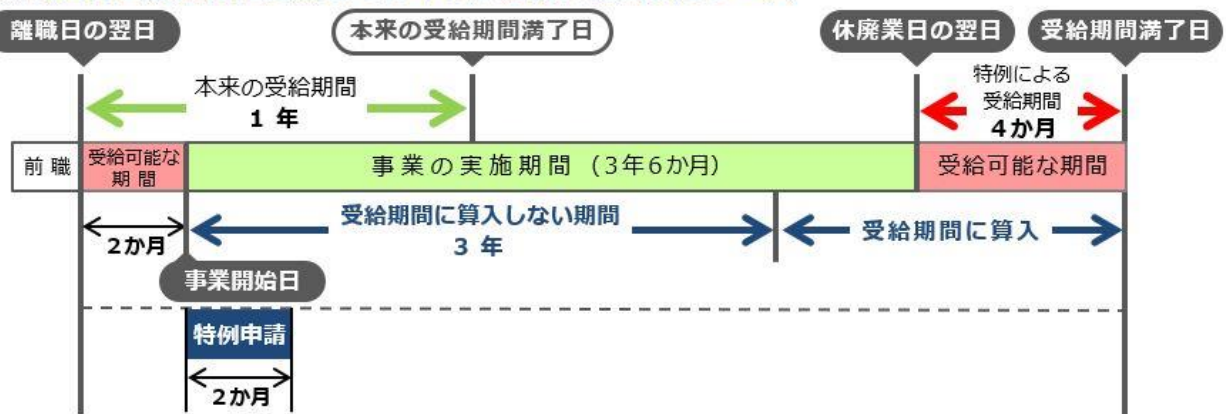 離職日の翌日
本来の受給期間満了日
休廃業日の翌日
受給期間満了日
本来の受給期間
1 年
特例による
受給期間
4か月
前職
受給可能な
期間
事業の実施期間（3年6か月）
受給可能な期間
2か月
受給期間に算入しない期間
3 年
受給期間に算入
事業開始日
特例申請
2か月